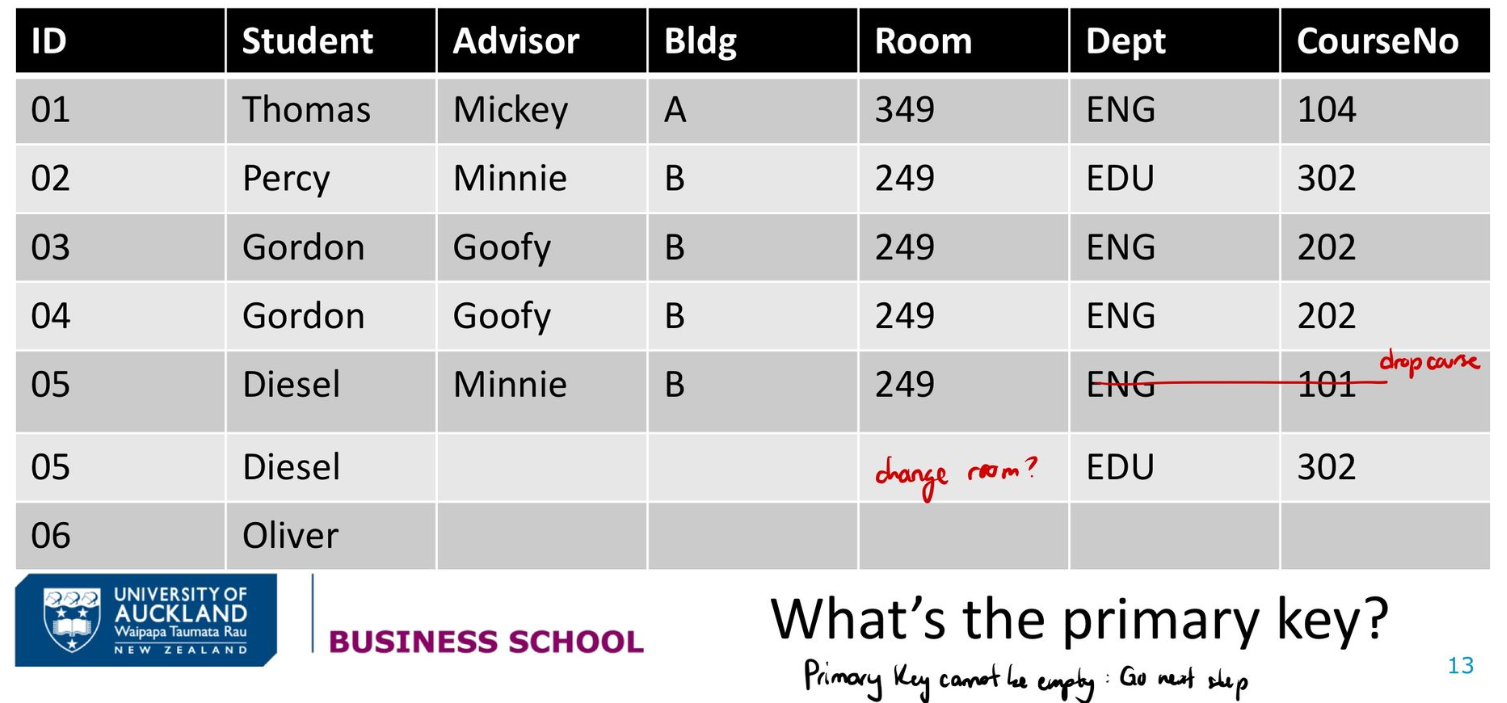 ID Student Advisor Bldg Room Dept CourseNo
01 Thomas Mickey A 349 ENG 104
02 Percy Minnie B 249 EDU 302
03 Gordon Goofy B 249 ENG 202
04 Gordon Goofy B 249 ENG 202
drop course
05 Diesel Minnie B 249 ENG 101
05 Diesel change room? EDU 302
06 Oliver
UNIVERSITY OF
AUCKLAND
Waipapa Taumata Rau
NEW ZEALAND
BUSINESS SCHOOL
What's the primary key?
Primary Key cannot be empty : Go next step
13